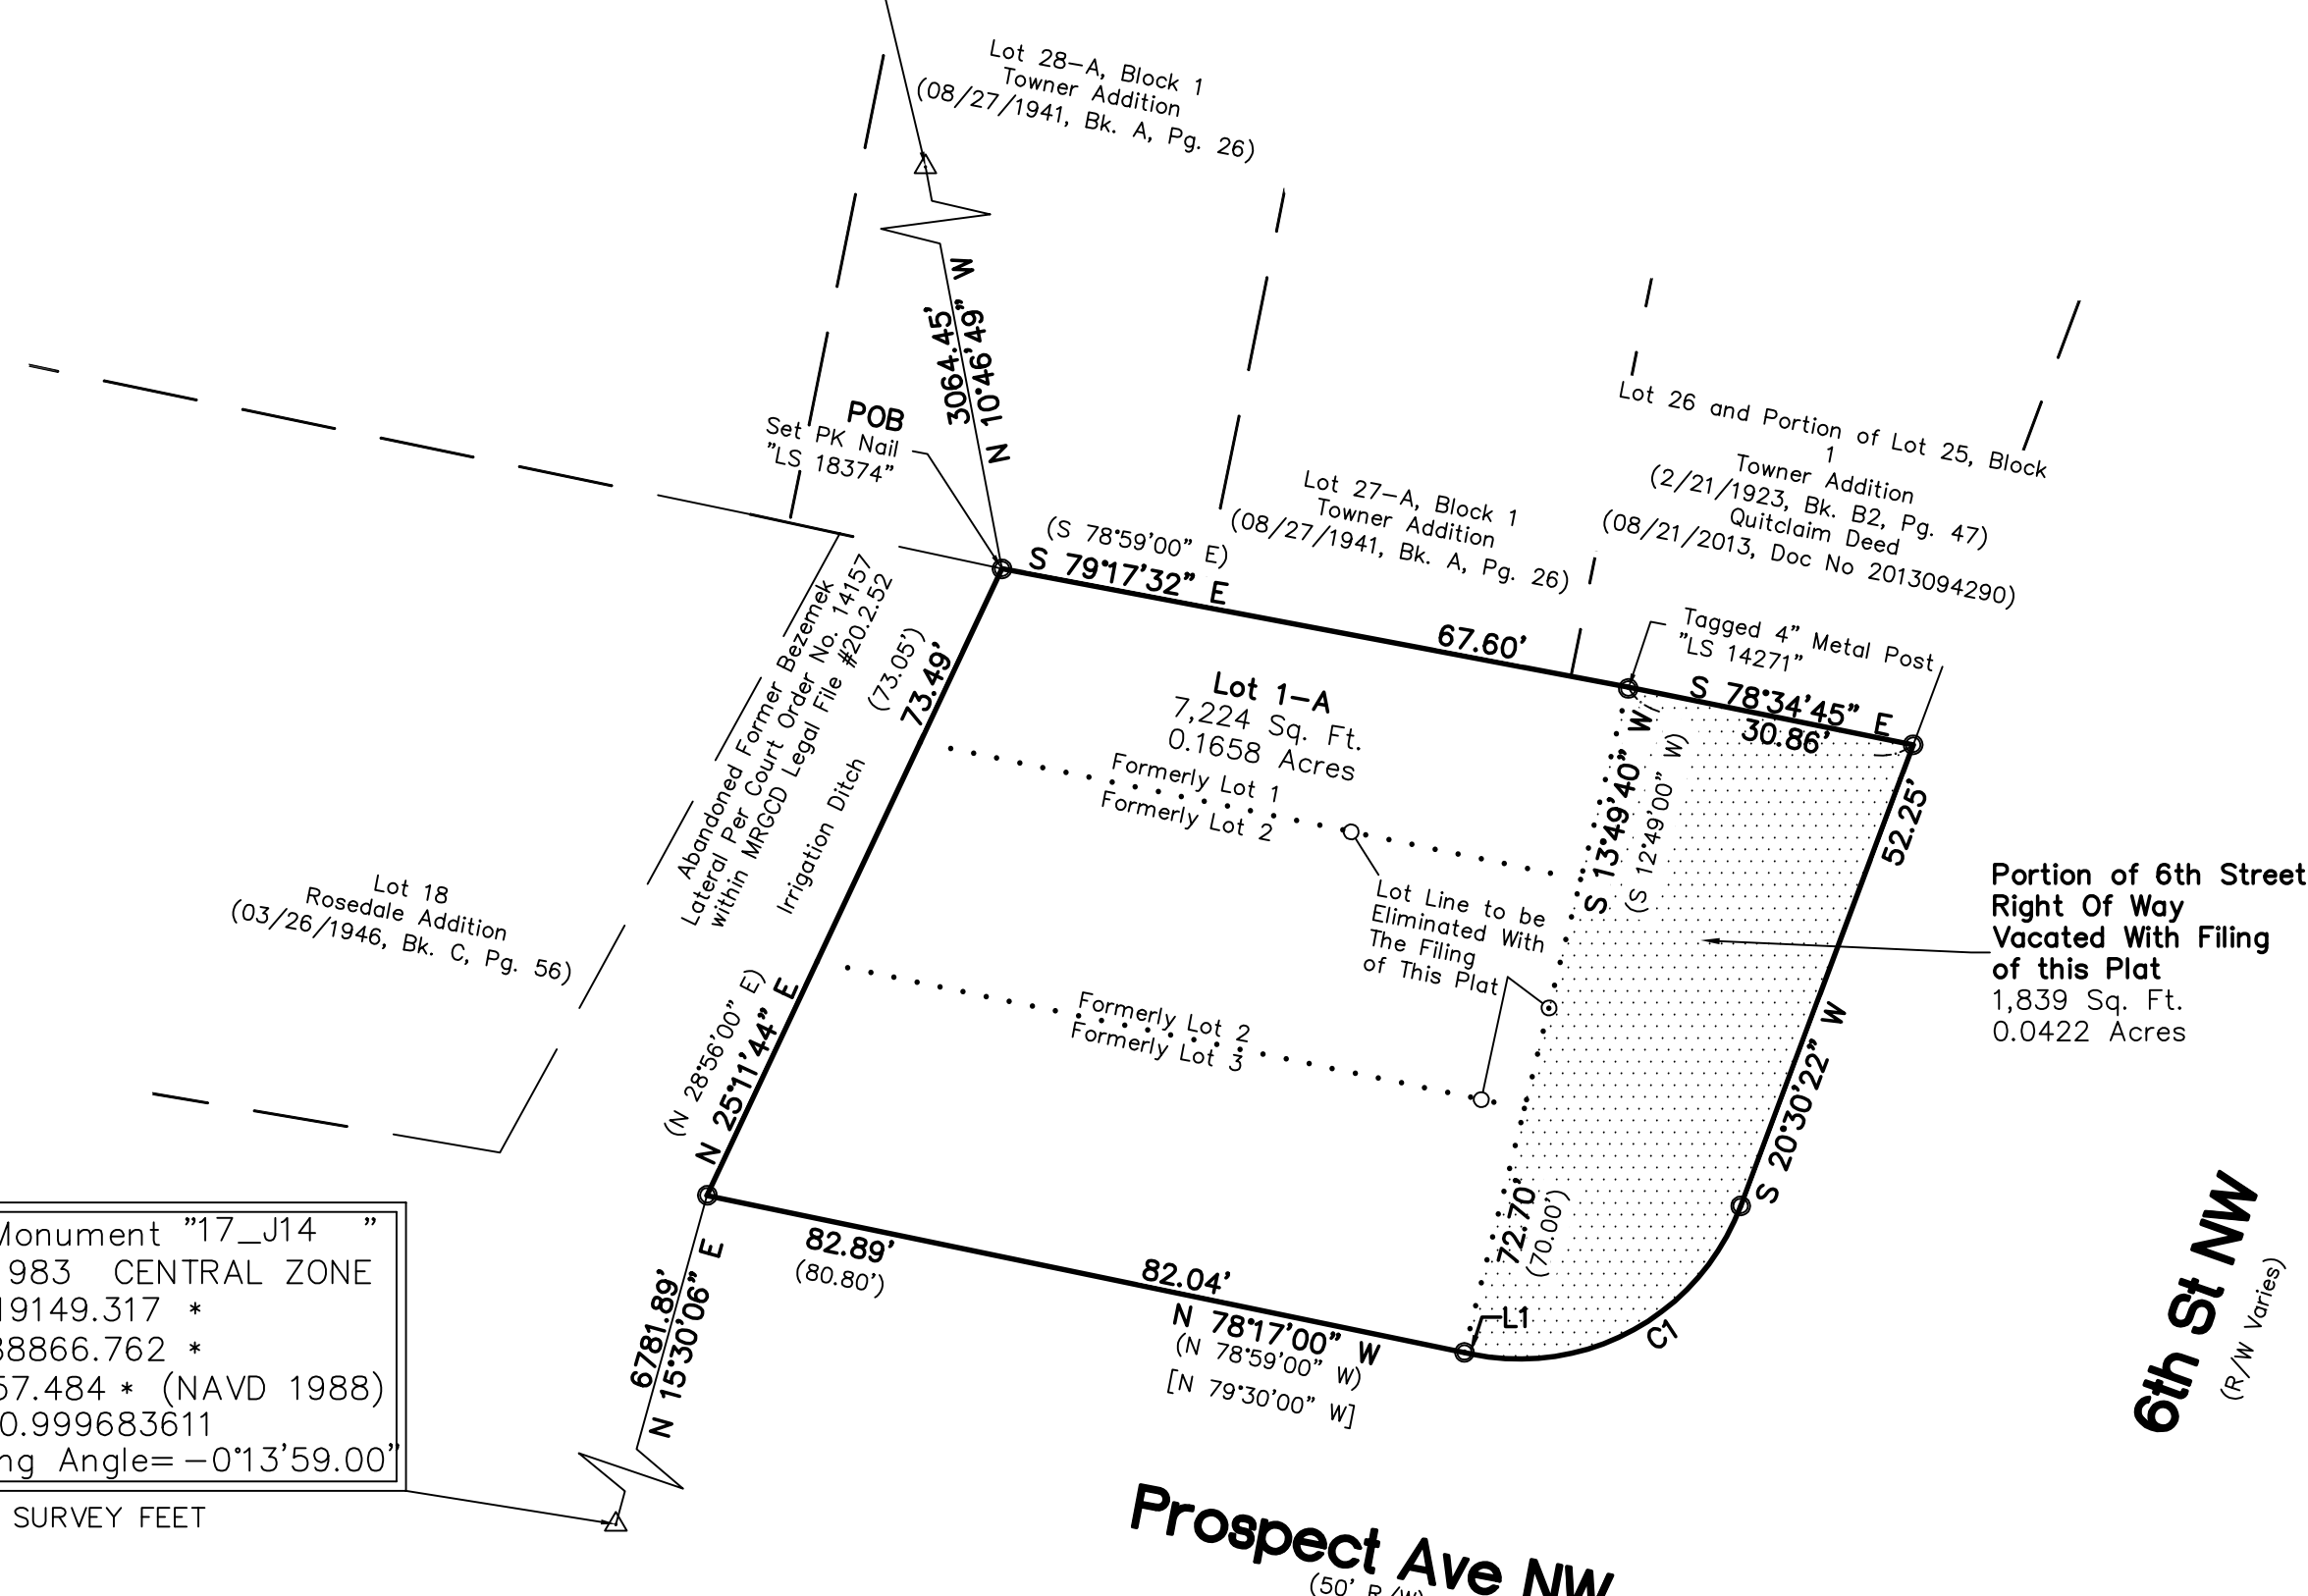 Lot 28-A, Block 1
Towner Addition
(08/27/1941, Bk. A, Pg. 26)
3064.45'
N 10°46'49" W
POB
Set PK Nail
"LS 18374"
Lot 26 and Portion of Lot 25, Block
1
Towner Addition
(2/21/1923, Bk. B2, Pg. 47)
Quitclaim Deed
(08/21/2013, Doc No 2013094290)
Lot 27-A, Block 1
Towner Addition
(08/27/1941, Bk. A, Pg. 26)
(S 78°59'00" E)
S 79°17'32" E
67.60'
Tagged 4" Metal Post
"LS 14271"
S 78°34'45" E
30.86'
Abandoned Former Bezemek
Lateral Per Court Order No. 14157
within MRGCD Legal File #20.2.52
Irrigation Ditch
(73.05')
73.49'
N 25°11'44" E
(N 28°56'00" E)
Lot 1-A
7,224 Sq. Ft.
0.1658 Acres
Formerly Lot 1
Formerly Lot 2
Lot Line to be
Eliminated With
The Filing
of This Plat
Formerly Lot 2
Formerly Lot 3
S 13°49'40" W
(S 12°49'00" W)
72.70'
(70.00')
52.25'
S 20°30'22" W
Portion of 6th Street
Right Of Way
Vacated With Filing
of this Plat
1,839 Sq. Ft.
0.0422 Acres
Lot 18
Rosedale Addition
(03/26/1946, Bk. C, Pg. 56)
82.89'
(80.80')
82.04'
N 78°17'00" W
(N 78°59'00" W)
[N 79°30'00" W]
L1
C1
6781.89'
N 15°30'06" E
Monument "17_J14 "
983 CENTRAL ZONE
19149.317 *
38866.762 *
57.484 * (NAVD 1988)
0.999683611
ng Angle= -0°13'59.00"
SURVEY FEET
6th St NW
(R/W Varies)
Prospect Ave NW
(50' R/W)